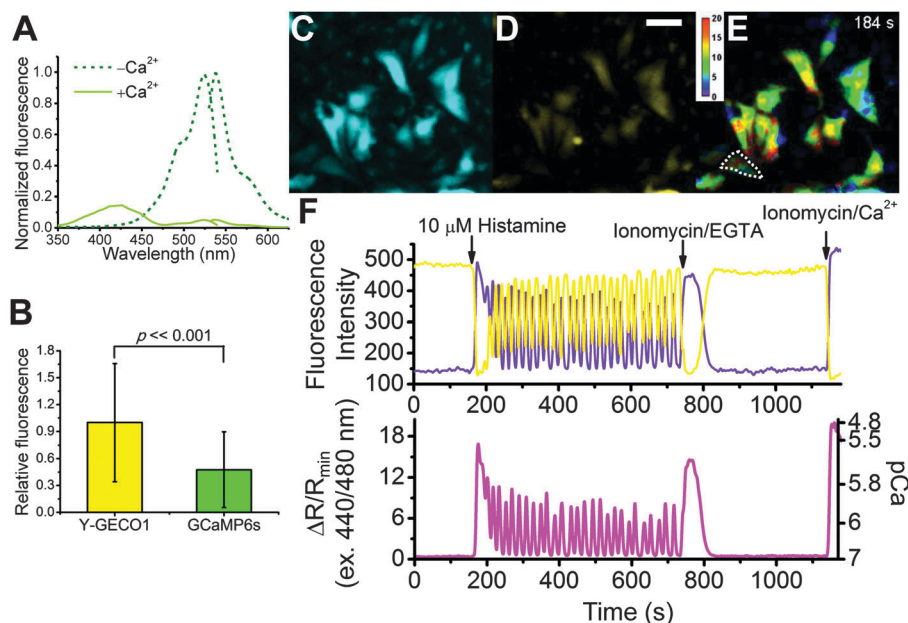 A
−Ca²⁺
+Ca²⁺
Normalized fluorescence
1.0
0.8
0.6
0.4
0.2
0.0
350 400 450 500 550 600
Wavelength (nm)
B
p << 0.001
Relative fluorescence
1.8
1.5
1.2
0.9
0.6
0.3
0.0
Y-GECO1 GCaMP6s
C
D
E
184 s
20
15
10
5
0
F
10 µM Histamine
Ionomycin/EGTA
Ionomycin/Ca²⁺
Fluorescence
Intensity
500
400
300
200
100
0 200 400 600 800 1000
ΔR/Rmin
(ex. 440/480 nm)
18
12
6
0
4.8
5.5
5.8
6
7
pCa
0 200 400 600 800 1000
Time (s)